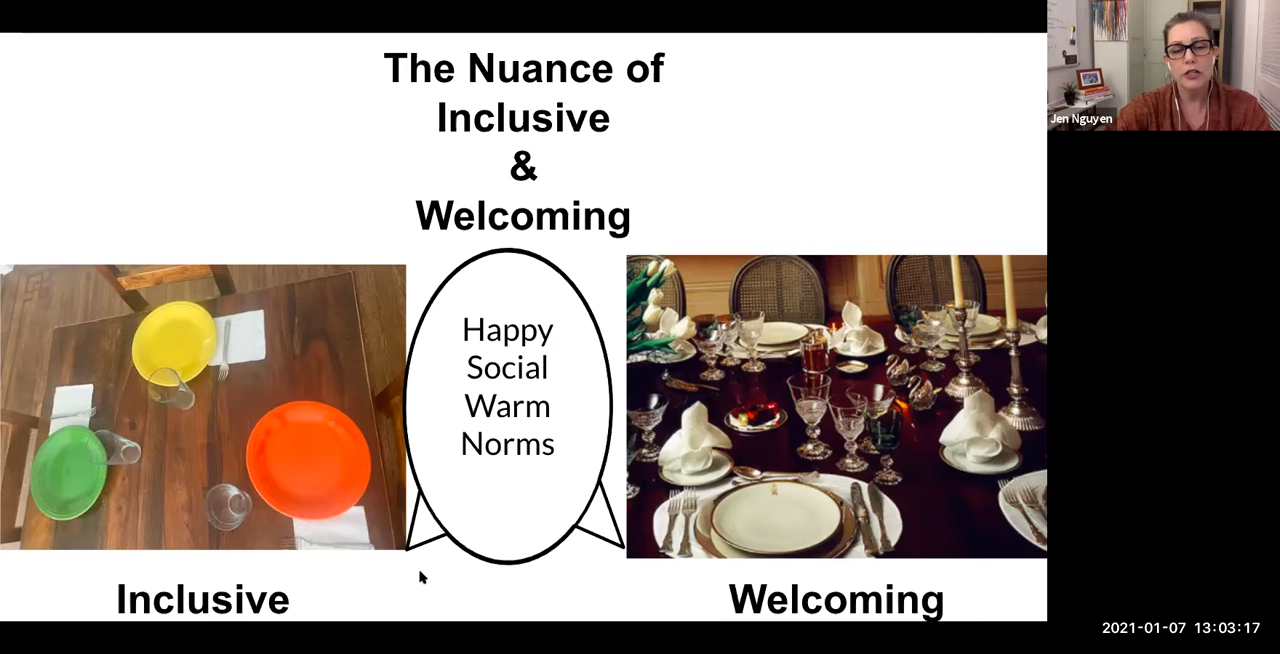 The Nuance of
Inclusive
&
Welcoming
Happy
Social
Warm
Norms
Inclusive
Welcoming
Jen Nguyen
2021-01-07 13:03:17